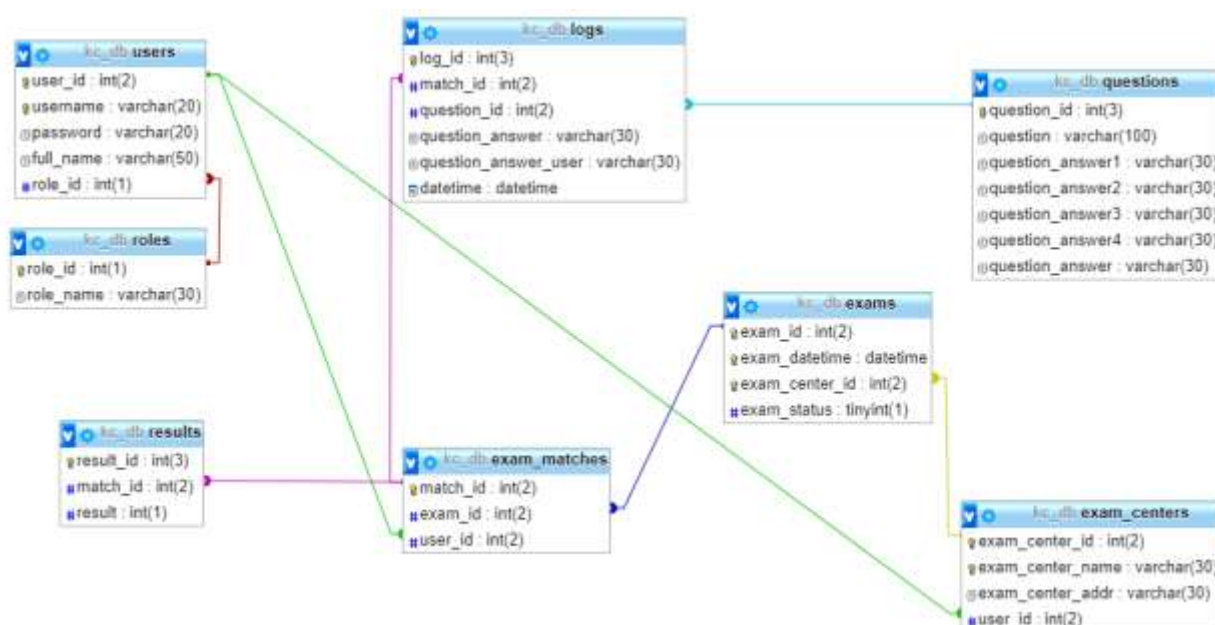 kc_db users
user_id : int(2)
username : varchar(20)
password : varchar(20)
full_name : varchar(50)
role_id : int(1)
kc_db roles
role_id : int(1)
role_name : varchar(30)
kc_db logs
log_id : int(3)
match_id : int(2)
question_id : int(2)
question_answer : varchar(30)
question_answer_user : varchar(30)
datetime : datetime
kc_db questions
question_id : int(3)
question : varchar(100)
question_answer1 : varchar(30)
question_answer2 : varchar(30)
question_answer3 : varchar(30)
question_answer4 : varchar(30)
question_answer : varchar(30)
kc_db exams
exam_id : int(2)
exam_datetime : datetime
exam_center_id : int(2)
exam_status : tinyint(1)
kc_db results
result_id : int(3)
match_id : int(2)
result : int(1)
kc_db exam_matches
match_id : int(2)
exam_id : int(2)
user_id : int(2)
kc_db exam_centers
exam_center_id : int(2)
exam_center_name : varchar(30)
exam_center_addr : varchar(30)
user_id : int(2)